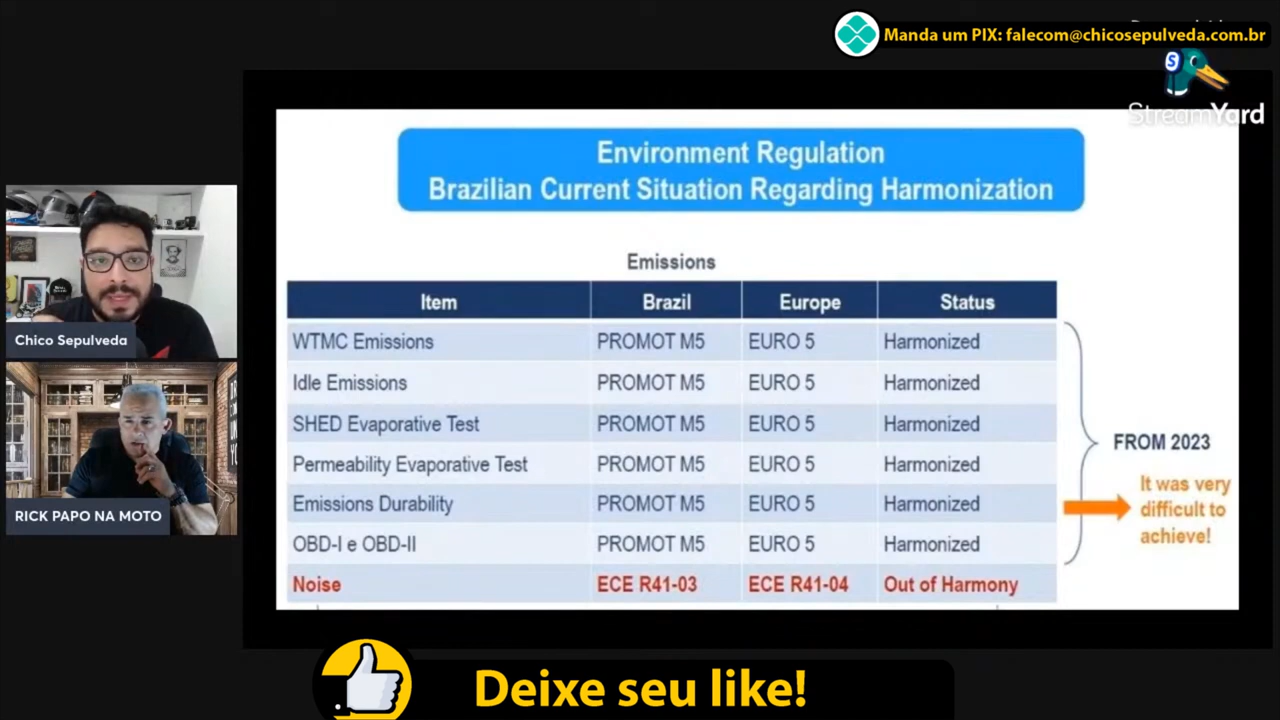 Manda um PIX: falecom@chicosepulveda.com.br
S
StreamYard
Environment Regulation
Brazilian Current Situation Regarding Harmonization
Emissions
Item Brazil Europe Status
WTMC Emissions PROMOT M5 EURO 5 Harmonized
Idle Emissions PROMOT M5 EURO 5 Harmonized
SHED Evaporative Test PROMOT M5 EURO 5 Harmonized
Permeability Evaporative Test PROMOT M5 EURO 5 Harmonized
Emissions Durability PROMOT M5 EURO 5 Harmonized
OBD-I e OBD-II PROMOT M5 EURO 5 Harmonized
Noise ECE R41-03 ECE R41-04 Out of Harmony
FROM 2023
It was very
difficult to
achieve!
Chico Sepulveda
RICK PAPO NA MOTO
Deixe seu like!